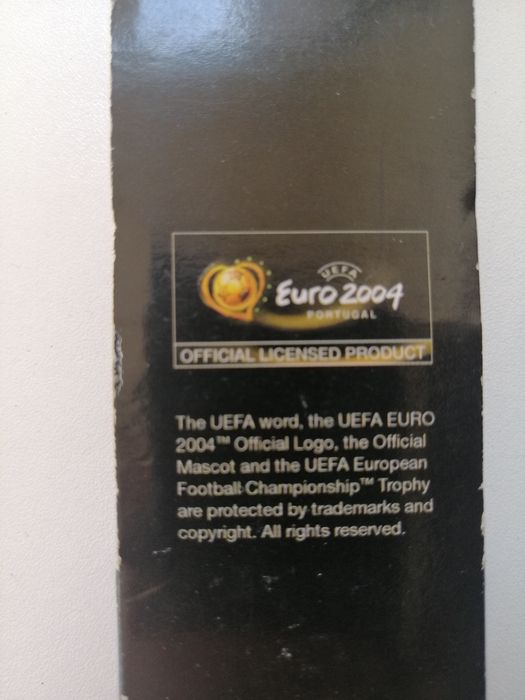 UEFA
Euro 2004
PORTUGAL
OFFICIAL LICENSED PRODUCT
The UEFA word, the UEFA EURO
2004™ Official Logo, the Official
Mascot and the UEFA European
Football Championship™ Trophy
are protected by trademarks and
copyright. All rights reserved.